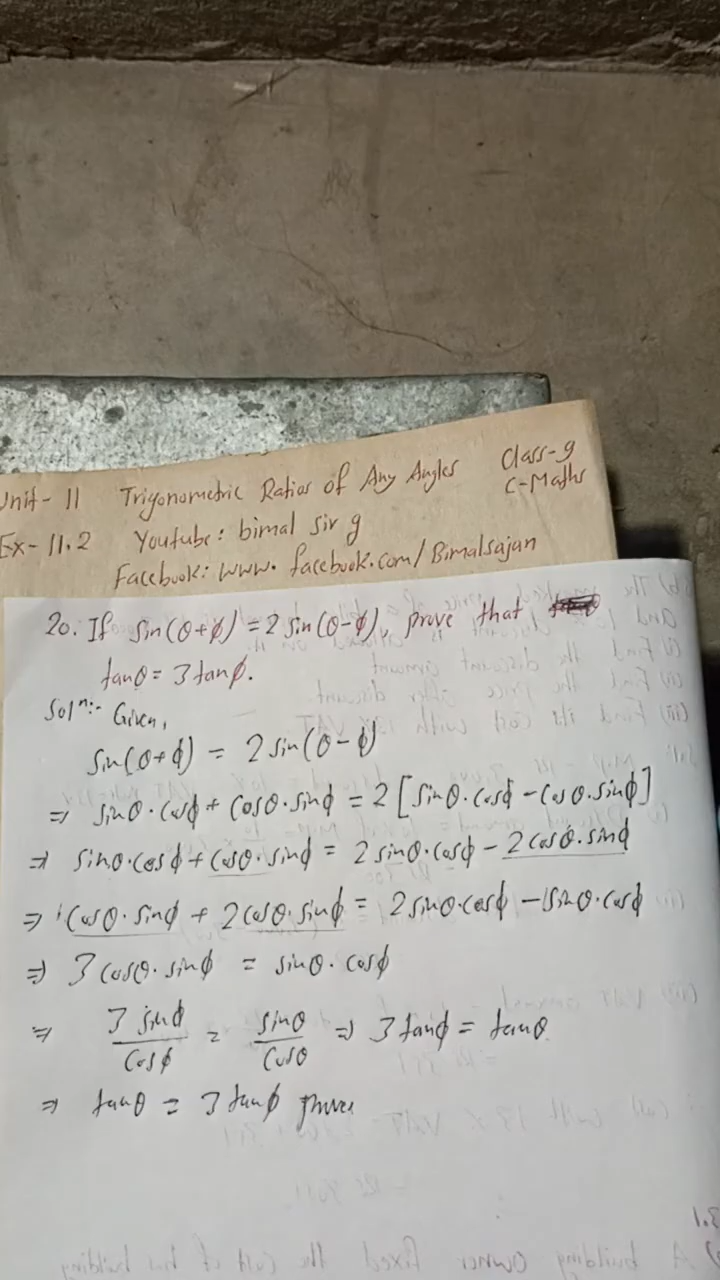 Unit- 11 Trigonometric Ratios of Any Angles Class-9
Ex- 11.2 Youtube: bimal sir g C-Maths
Facebook: www. facebook.com/Bimalsajan
20. If sin(θ+ϕ) = 2 sin(θ-ϕ), prove that
tanθ = 3 tanϕ.
Solⁿ:- Given,
sin(θ+ϕ) = 2 sin(θ-ϕ)
⇒ sinθ.cosϕ + cosθ.sinϕ = 2 [sinθ.cosϕ - cosθ.sinϕ]
⇒ sinθ.cosϕ + cosθ.sinϕ = 2 sinθ.cosϕ - 2 cosθ.sinϕ
⇒ 1cosθ.sinϕ + 2cosθ.sinϕ = 2sinθ.cosϕ - 1sinθ.cosϕ
⇒ 3 cosθ.sinϕ = sinθ.cosϕ
⇒ 3 sinϕ/cosϕ = sinθ/cosθ ⇒ 3 tanϕ = tanθ
⇒ tanθ = 3 tanϕ